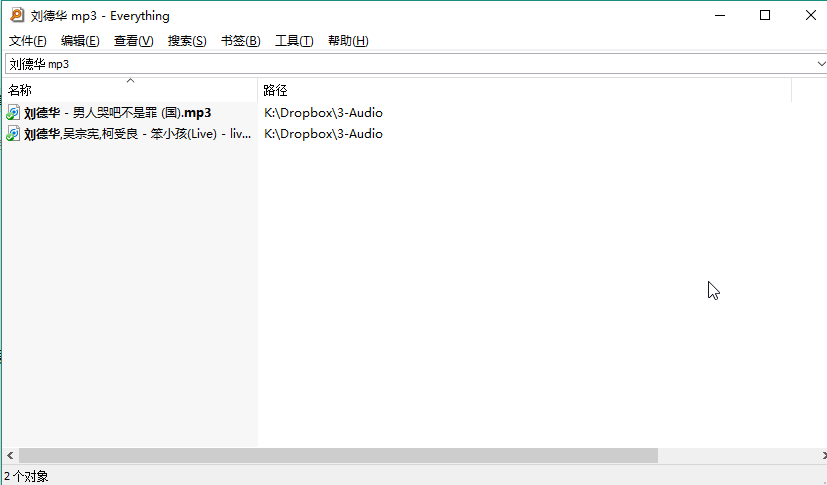 刘德华 mp3 - Everything
文件(F) 编辑(E) 查看(V) 搜索(S) 书签(B) 工具(T) 帮助(H)
刘德华 mp3
名称 路径
刘德华 - 男人哭吧不是罪 (国).mp3 K:\Dropbox\3-Audio
刘德华,吴宗宪,柯受良 - 笨小孩(Live) - liv... K:\Dropbox\3-Audio
2 个对象